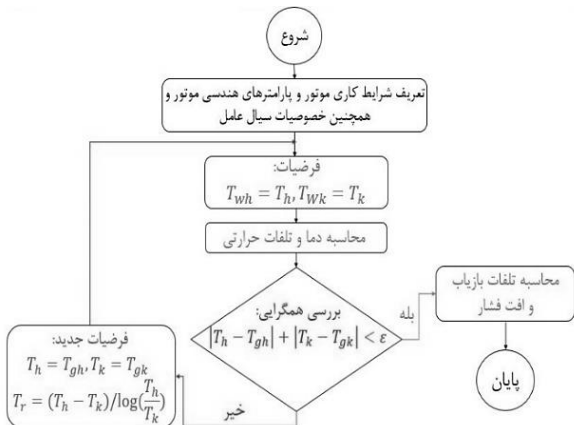 شروع
تعریف شرایط کاری موتور و پارامترهای هندسی موتور و
همچنین خصوصیات سیال عامل
فرضیات:
T_{wh} = T_h, T_{Wk} = T_k
محاسبه دما و تلفات حرارتی
بررسی همگرایی:
|T_h − T_{gh}| + |T_k − T_{gk}| < ε
بله
محاسبه تلفات بازیاب
و افت فشار
پایان
خیر
فرضیات جدید:
T_h = T_{gh}, T_k = T_{gk}
T_r = (T_h − T_k)/log(T_h/T_k)